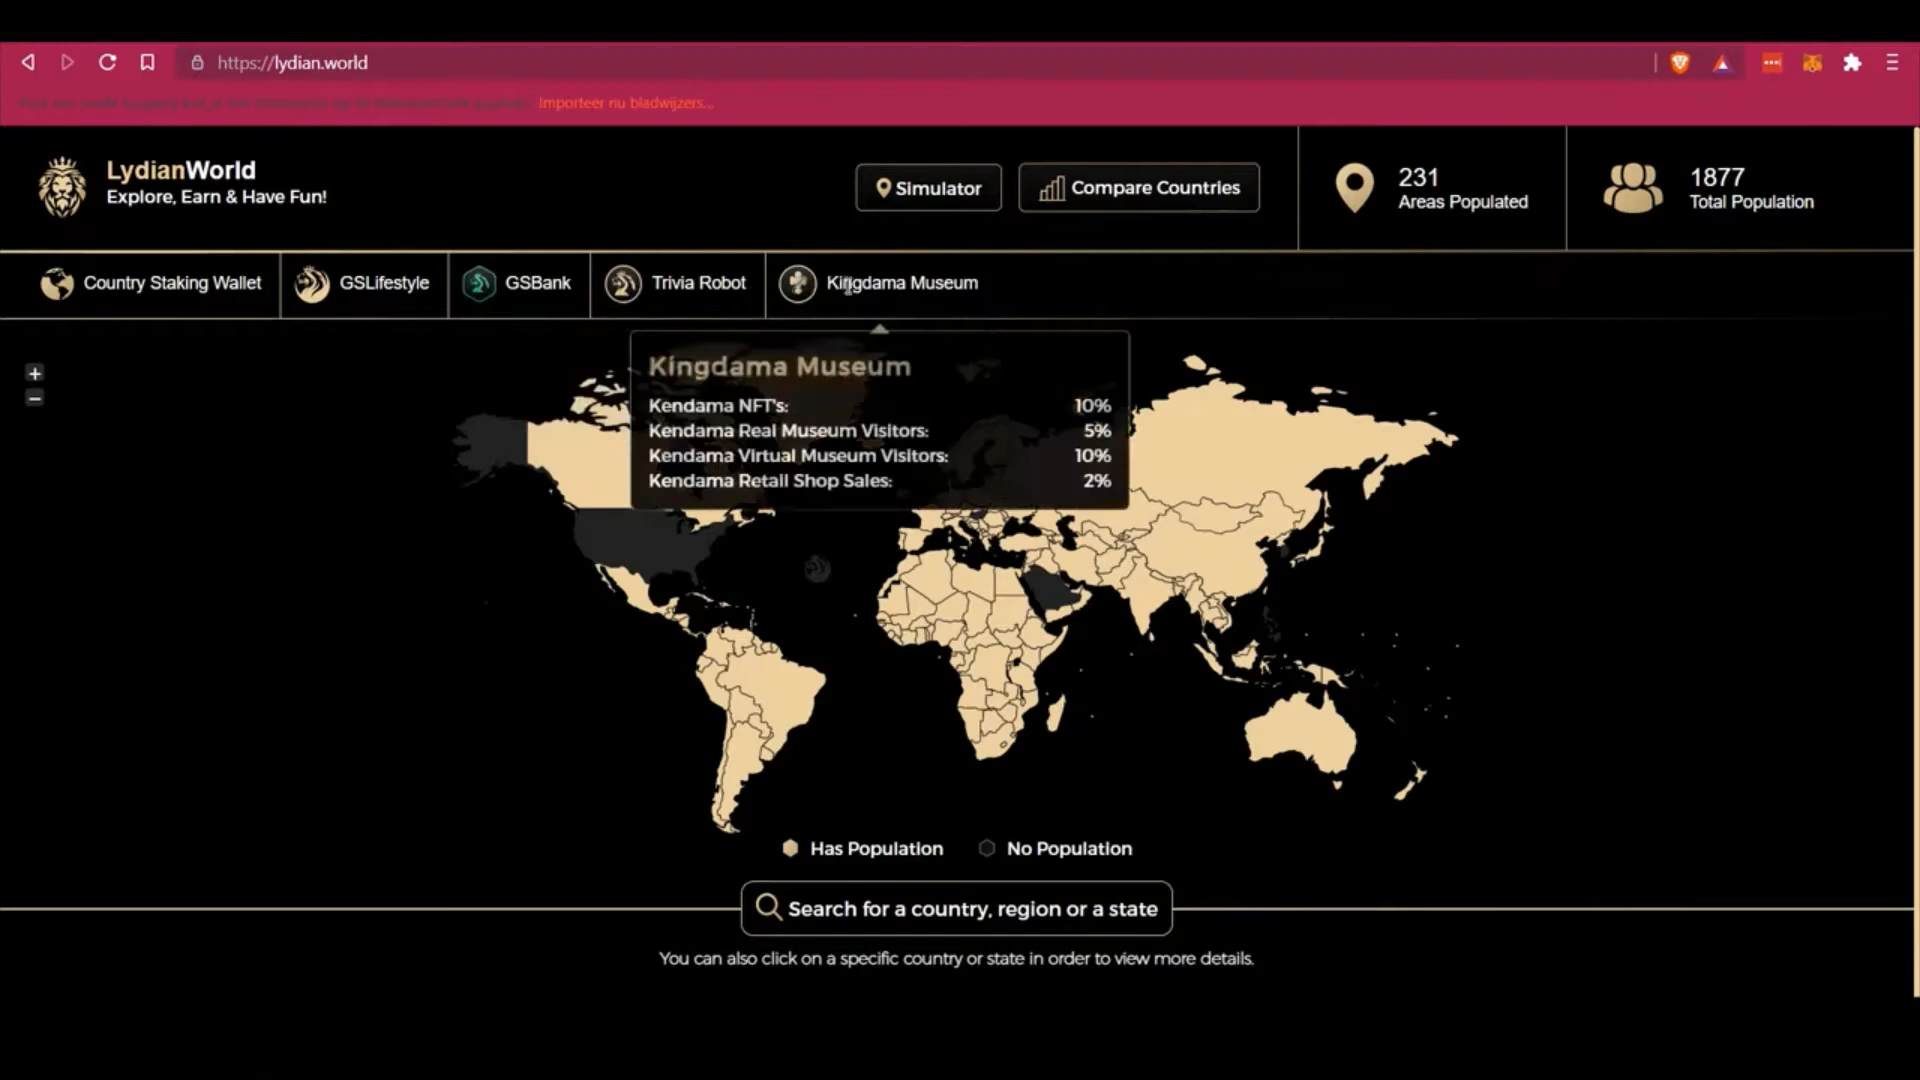 https://lydian.world
Importeer nu bladwijzers...
LydianWorld
Explore, Earn & Have Fun!
Simulator
Compare Countries
231
Areas Populated
1877
Total Population
Country Staking Wallet
GSLifestyle
GSBank
Trivia Robot
Kingdama Museum
+
−
Kingdama Museum
Kendama NFT's: 10%
Kendama Real Museum Visitors: 5%
Kendama Virtual Museum Visitors: 10%
Kendama Retail Shop Sales: 2%
Has Population
No Population
Search for a country, region or a state
You can also click on a specific country or state in order to view more details.